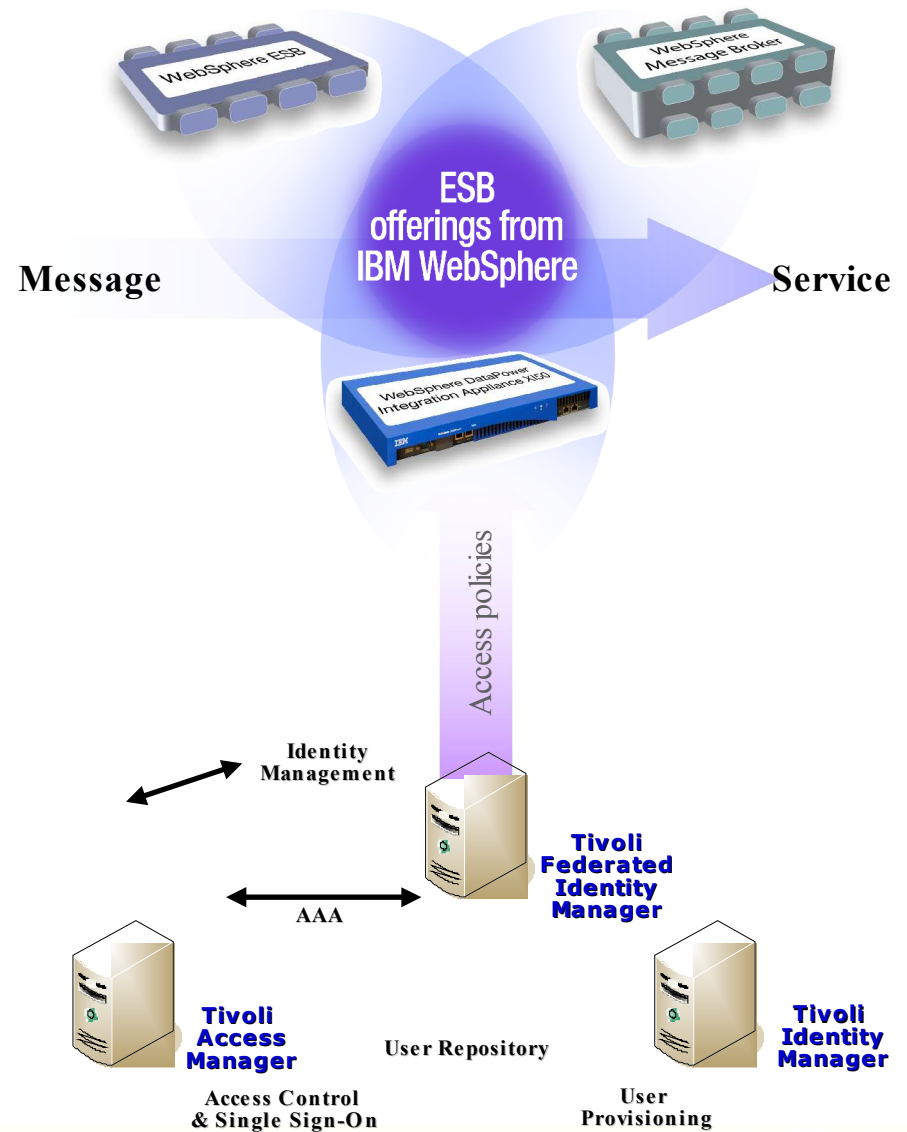 WebSphere ESB
WebSphere
Message Broker
ESB
offerings from
IBM WebSphere
Message
Service
WebSphere DataPower
Integration Appliance XI50
IBM
Access policies
Identity
Management
Tivoli
Federated
Identity
Manager
AAA
Tivoli
Access
Manager
User Repository
Tivoli
Identity
Manager
Access Control
& Single Sign-On
User
Provisioning